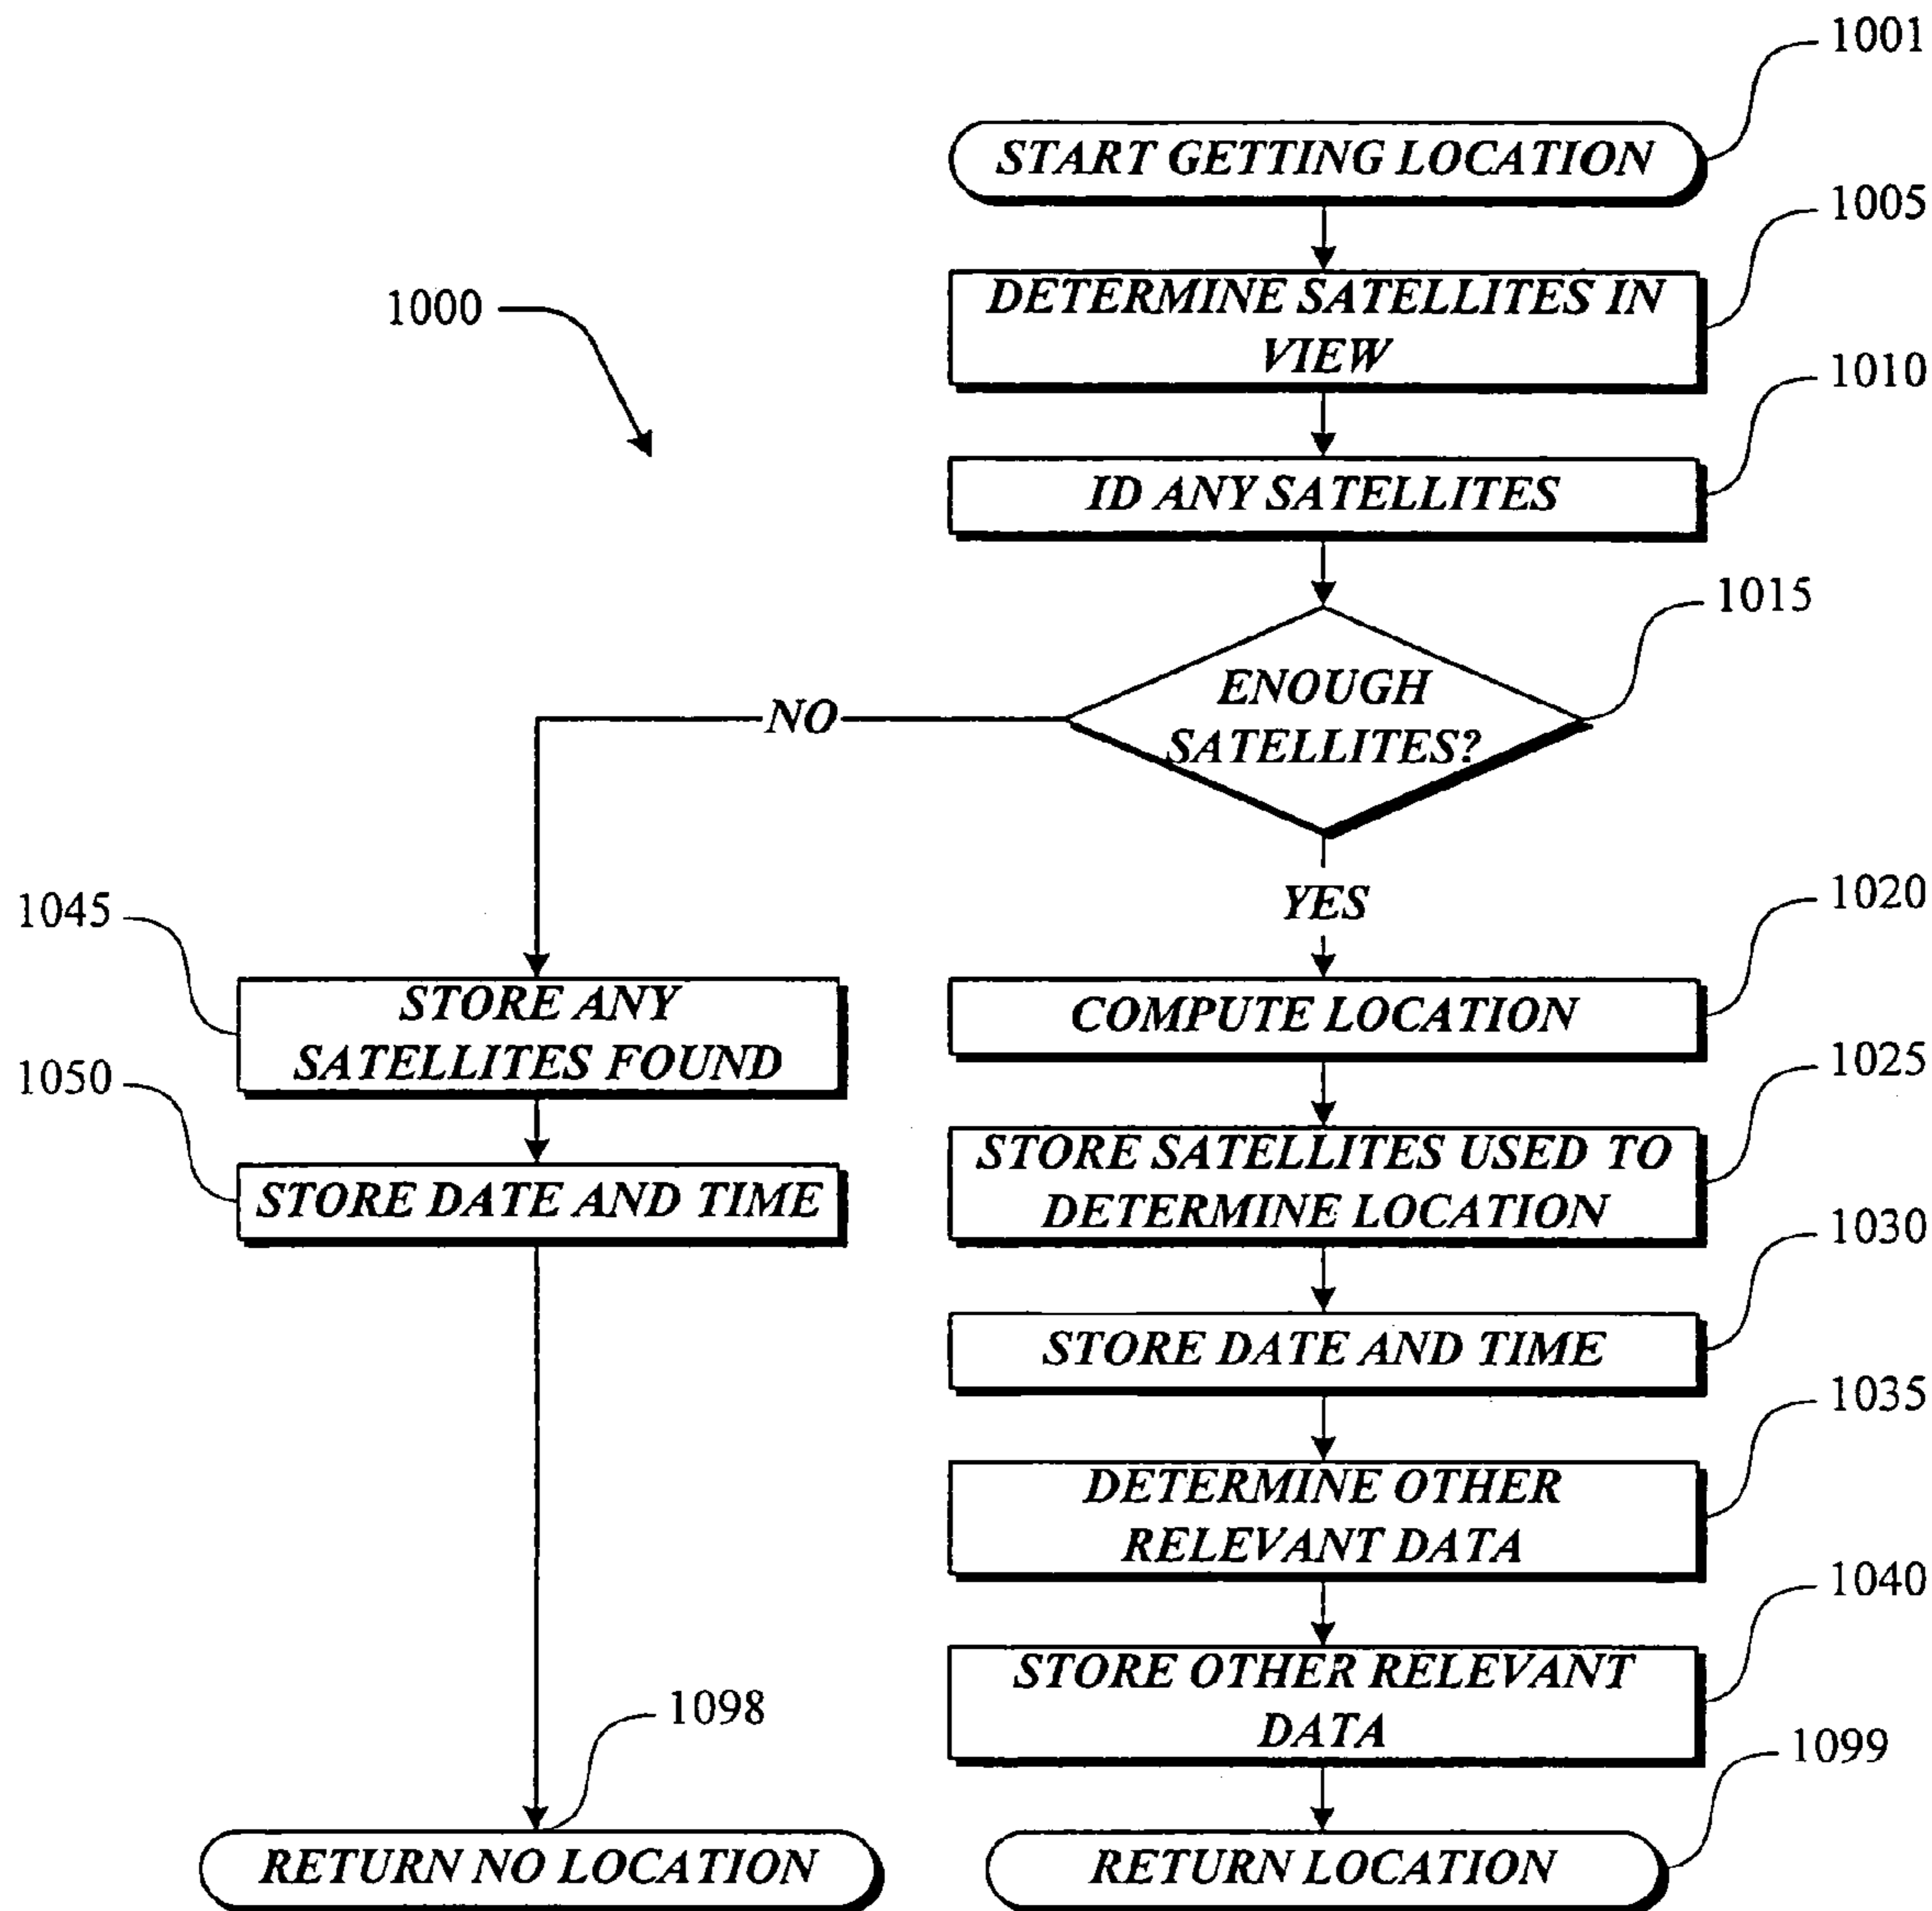 1001
START GETTING LOCATION
1005
DETERMINE SATELLITES IN
VIEW
1000
1010
ID ANY SATELLITES
1015
ENOUGH
SATELLITES?
NO
YES
1045
STORE ANY
SATELLITES FOUND
1050
STORE DATE AND TIME
1020
COMPUTE LOCATION
1025
STORE SATELLITES USED TO
DETERMINE LOCATION
1030
STORE DATE AND TIME
1035
DETERMINE OTHER
RELEVANT DATA
1040
STORE OTHER RELEVANT
DATA
1098
RETURN NO LOCATION
1099
RETURN LOCATION